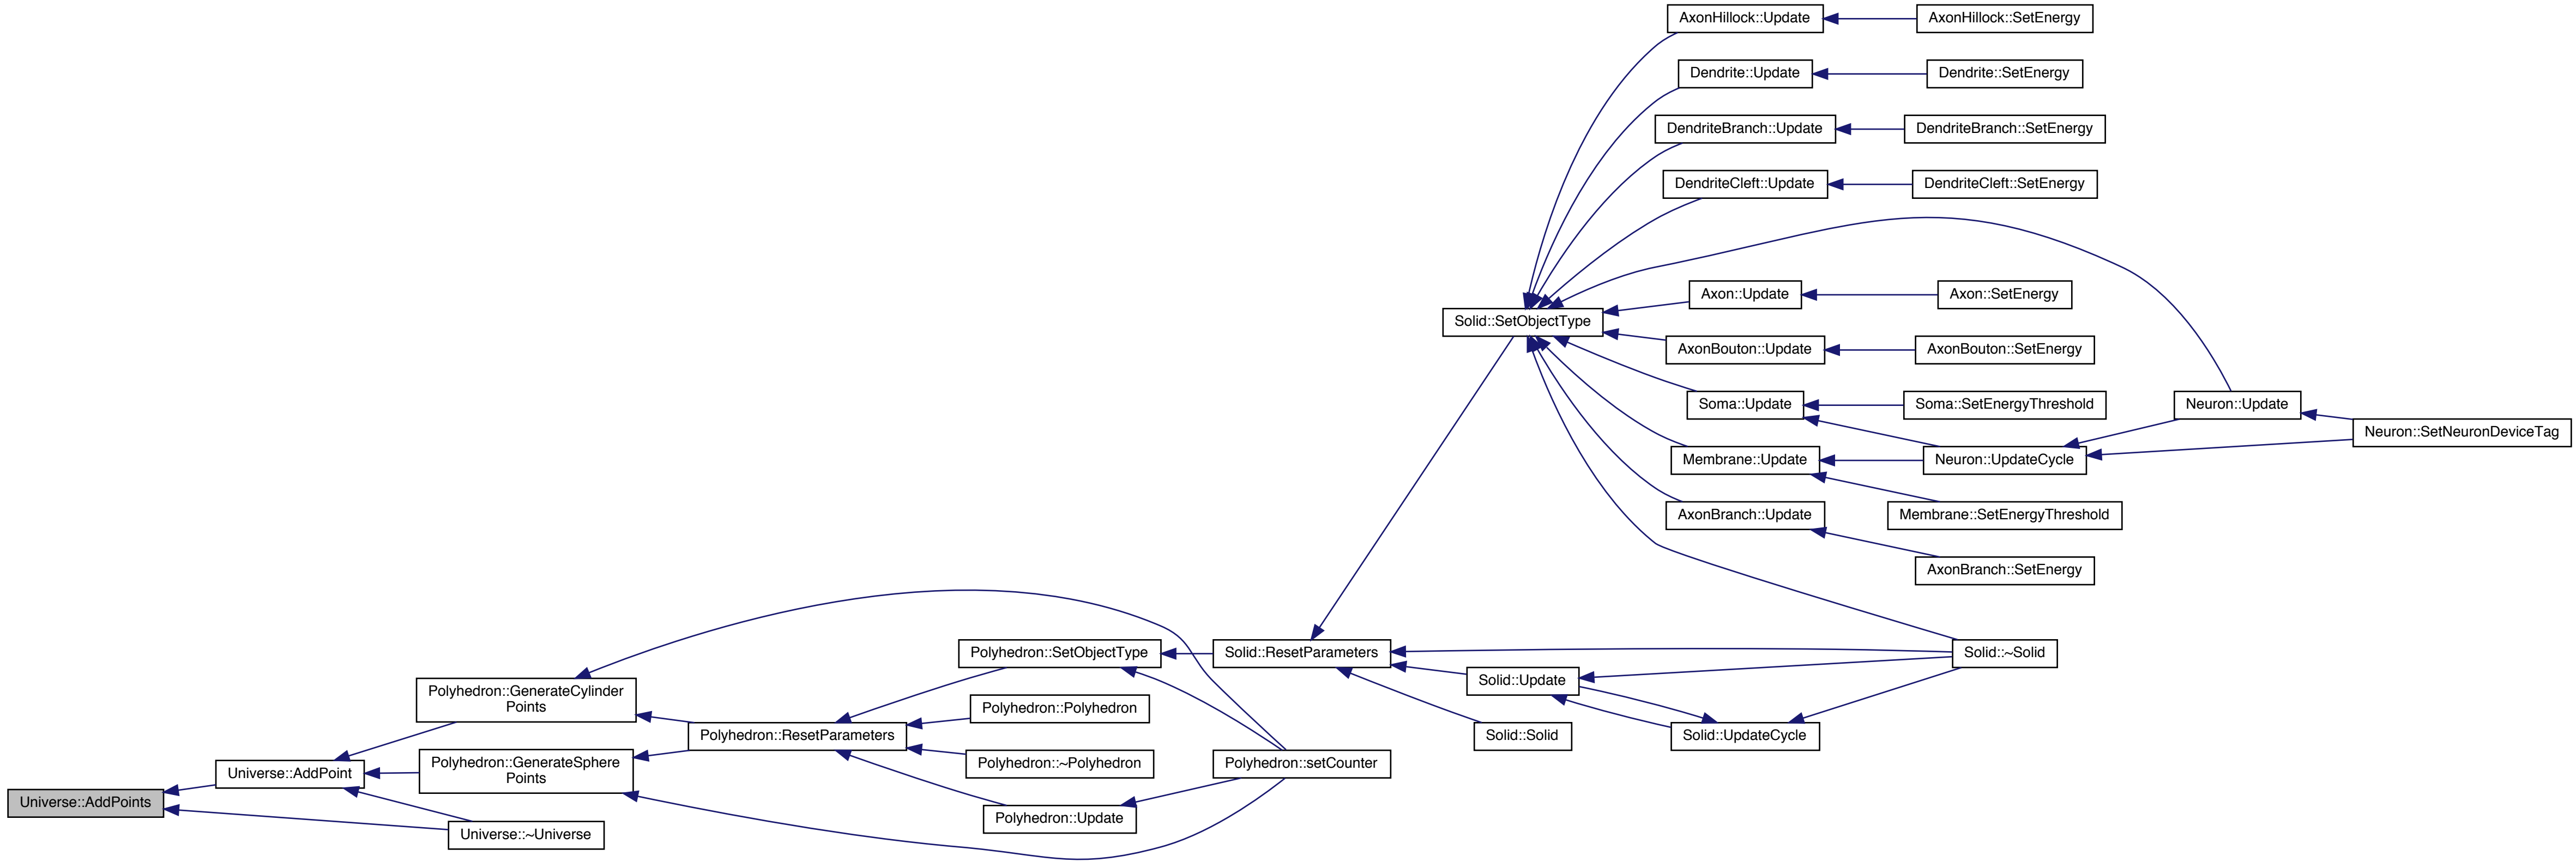 AxonHillock::Update
AxonHillock::SetEnergy
Dendrite::Update
Dendrite::SetEnergy
DendriteBranch::Update
DendriteBranch::SetEnergy
DendriteCleft::Update
DendriteCleft::SetEnergy
Axon::Update
Axon::SetEnergy
Solid::SetObjectType
AxonBouton::Update
AxonBouton::SetEnergy
Soma::Update
Soma::SetEnergyThreshold
Neuron::Update
Neuron::SetNeuronDeviceTag
Membrane::Update
Neuron::UpdateCycle
AxonBranch::Update
Membrane::SetEnergyThreshold
AxonBranch::SetEnergy
Polyhedron::SetObjectType
Solid::ResetParameters
Solid::~Solid
Solid::Update
Polyhedron::GenerateCylinder
Points
Polyhedron::Polyhedron
Polyhedron::ResetParameters
Solid::Solid
Solid::UpdateCycle
Polyhedron::GenerateSphere
Points
Polyhedron::~Polyhedron
Polyhedron::setCounter
Universe::AddPoint
Universe::AddPoints
Polyhedron::Update
Universe::~Universe